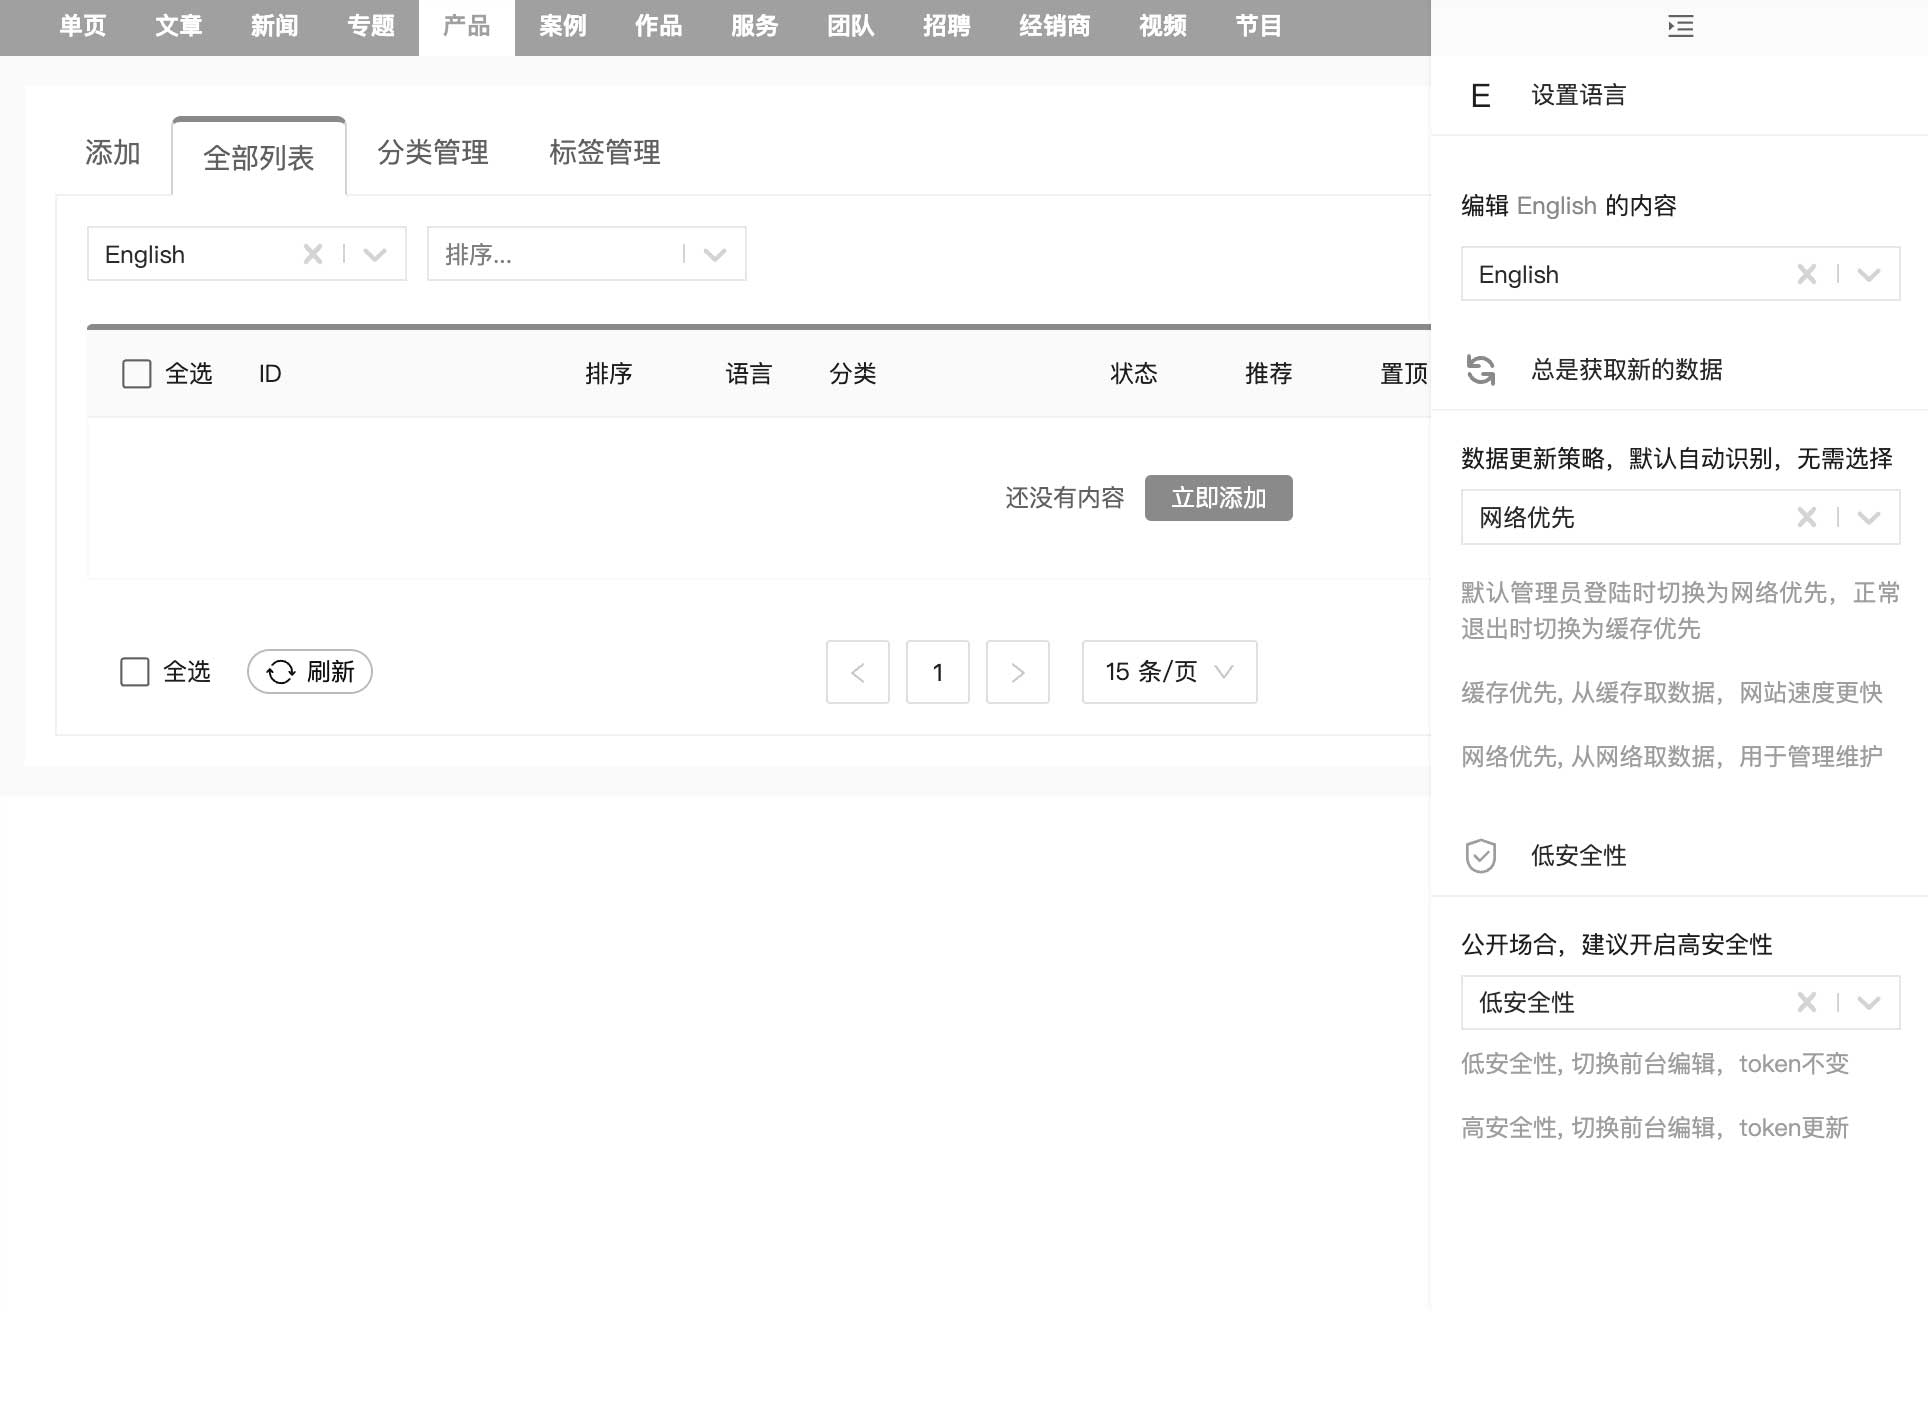 单页 文章 新闻 专题 产品 案例 作品 服务 团队 招聘 经销商 视频 节目
添加 全部列表 分类管理 标签管理
English 排序...
全选 ID 排序 语言 分类 状态 推荐 置顶
还没有内容 立即添加
全选 刷新 < 1 > 15 条/页
E 设置语言
编辑 English 的内容
English
总是获取新的数据
数据更新策略，默认自动识别，无需选择
网络优先
默认管理员登陆时切换为网络优先，正常
退出时切换为缓存优先
缓存优先, 从缓存取数据，网站速度更快
网络优先, 从网络取数据，用于管理维护
低安全性
公开场合，建议开启高安全性
低安全性
低安全性, 切换前台编辑，token不变
高安全性, 切换前台编辑，token更新